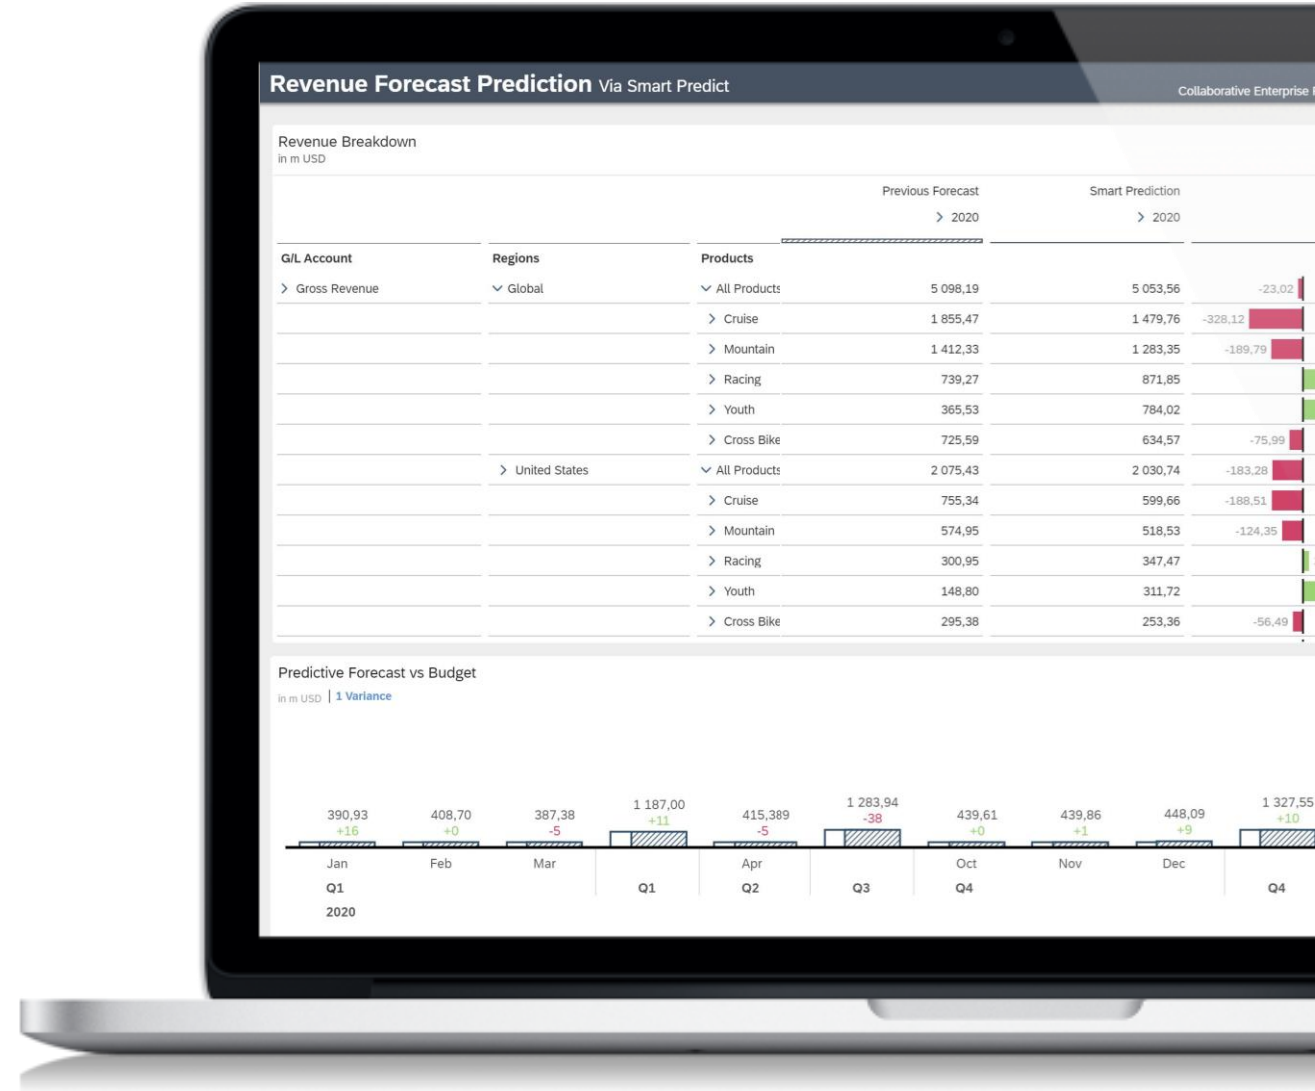 Revenue Forecast Prediction Via Smart Predict
Collaborative Enterprise
Revenue Breakdown
in m USD
Previous Forecast Smart Prediction
2020 2020
G/L Account Regions Products
Gross Revenue Global All Products 5 098,19 5 053,56 -23,02
Cruise 1 855,47 1 479,76 -328,12
Mountain 1 412,33 1 283,35 -189,79
Racing 739,27 871,85
Youth 365,53 784,02
Cross Bike 725,59 634,57 -75,99
United States All Products 2 075,43 2 030,74 -183,28
Cruise 755,34 599,66 -188,51
Mountain 574,95 518,53 -124,35
Racing 300,95 347,47
Youth 148,80 311,72
Cross Bike 295,38 253,36 -56,49
Predictive Forecast vs Budget
in m USD | 1 Variance
390,93 408,70 387,38 1 187,00 415,389 1 283,94 439,61 439,86 448,09 1 327,55
+16 +0 -5 +11 -5 -38 +0 +1 +9 +10
Jan Feb Mar Apr Oct Nov Dec
Q1 Q1 Q2 Q3 Q4 Q4
2020